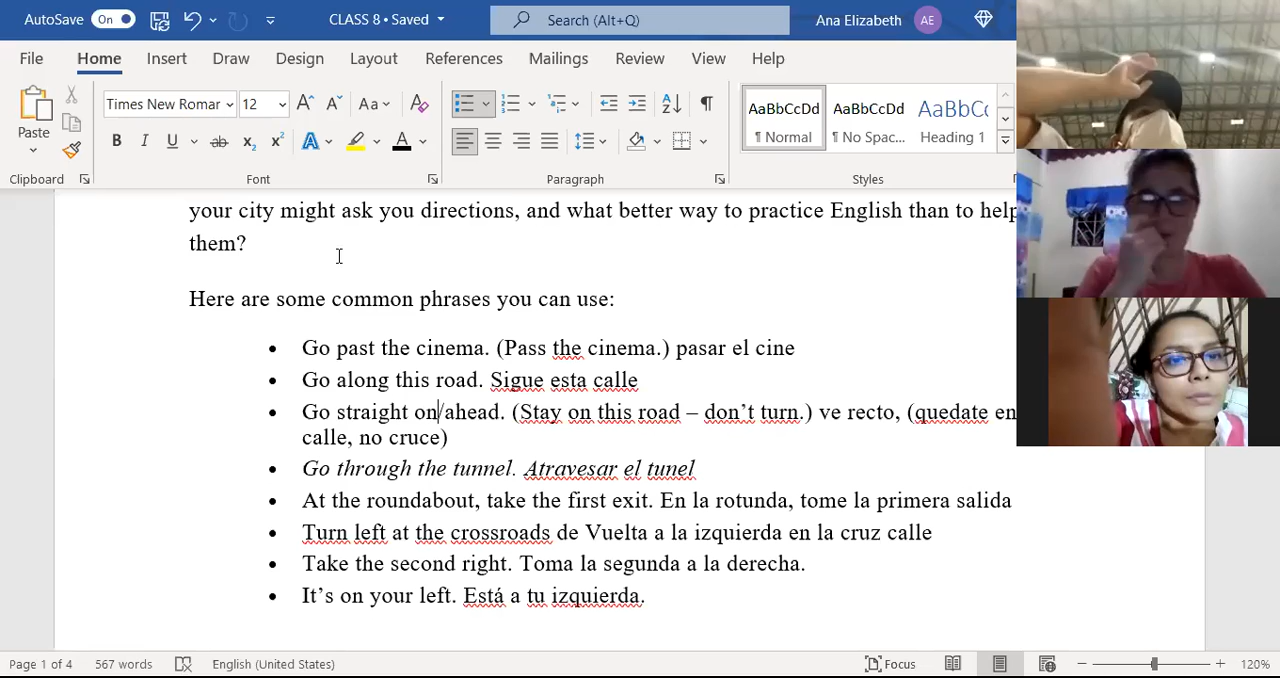 AutoSave On CLASS 8 • Saved Search (Alt+Q) Ana Elizabeth AE
File Home Insert Draw Design Layout References Mailings Review View Help
Times New Romar 12 A A Aa A AaBbCcDd AaBbCcDd AaBbCc
Paste B I U ab x₂ x² A A ¶ Normal ¶ No Spac... Heading 1
Clipboard Font Paragraph Styles
your city might ask you directions, and what better way to practice English than to help
them?
Here are some common phrases you can use:
• Go past the cinema. (Pass the cinema.) pasar el cine
• Go along this road. Sigue esta calle
• Go straight on/ahead. (Stay on this road – don’t turn.) ve recto, (quedate en
calle, no cruce)
• Go through the tunnel. Atravesar el tunel
• At the roundabout, take the first exit. En la rotunda, tome la primera salida
• Turn left at the crossroads de Vuelta a la izquierda en la cruz calle
• Take the second right. Toma la segunda a la derecha.
• It’s on your left. Está a tu izquierda.
Page 1 of 4 567 words English (United States) Focus 120%